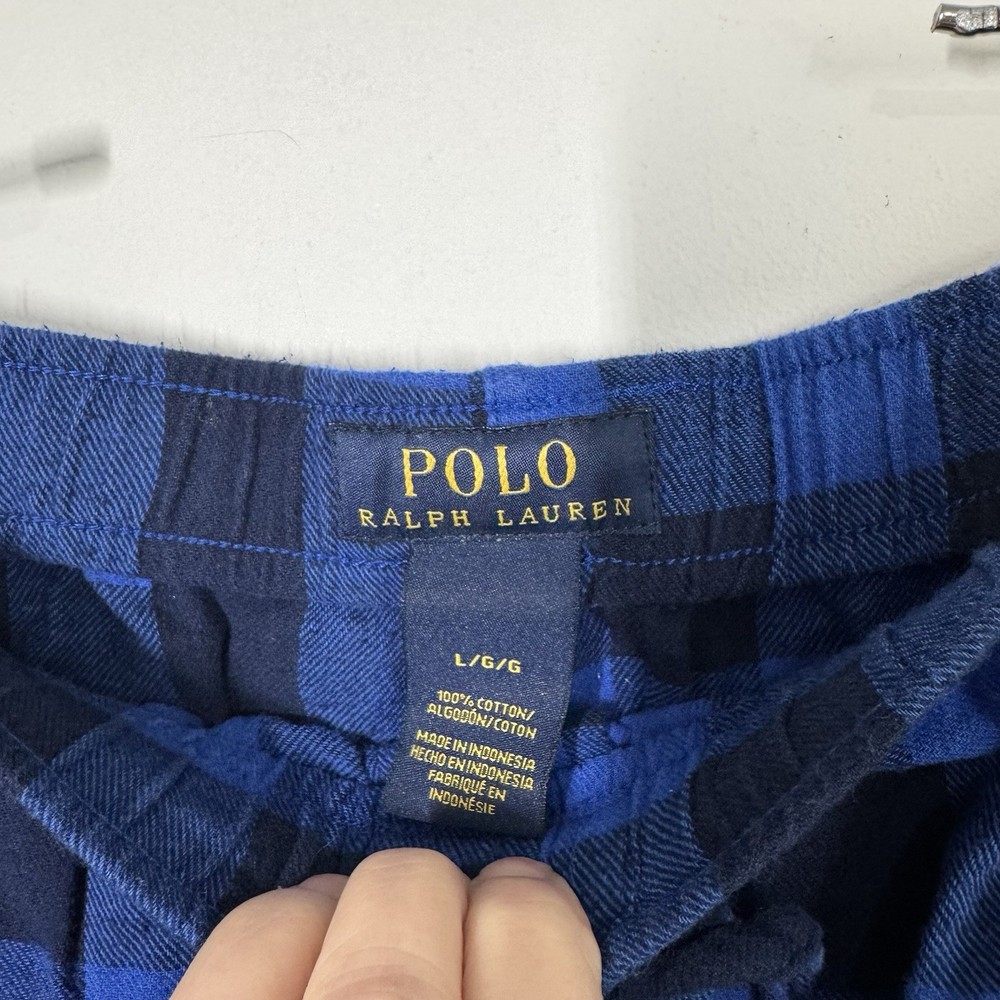 POLO
RALPH LAUREN
L/G/G
100% COTTON/
ALGODÓN/COTON
MADE IN INDONESIA
HECHO EN INDONESIA
FABRIQUÉ EN
INDONÉSIE